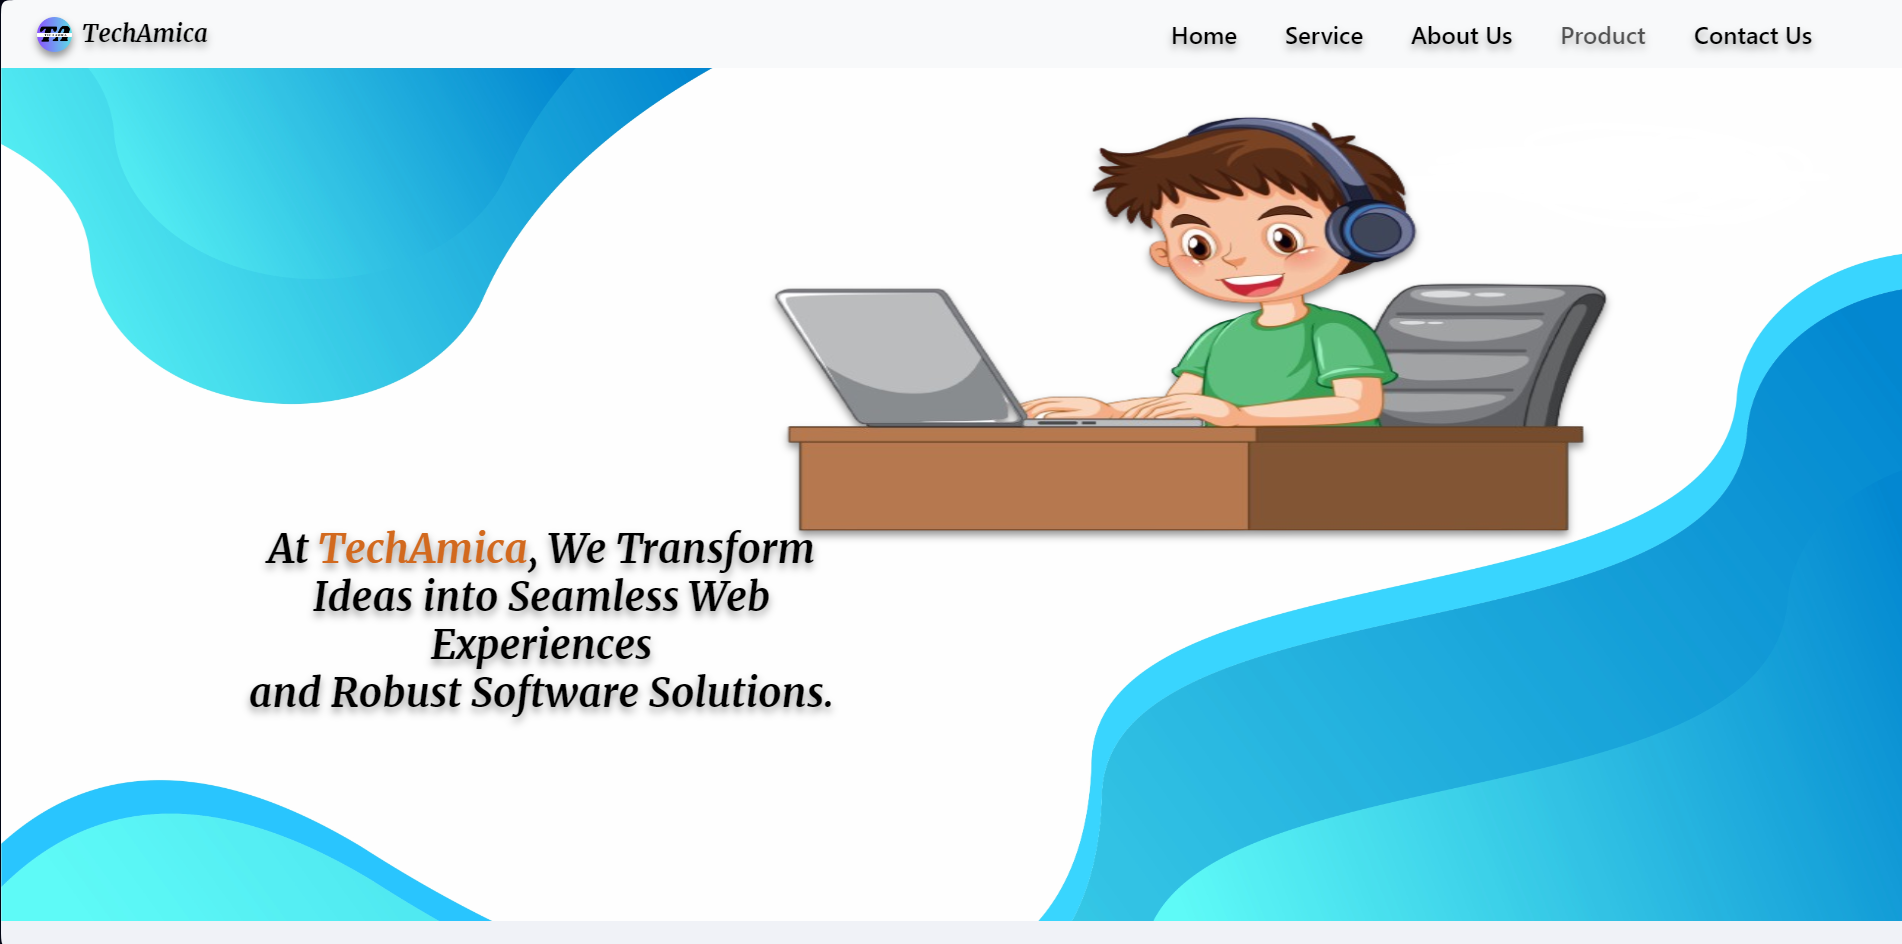 TechAmica
Home Service About Us Product Contact Us
At TechAmica, We Transform
Ideas into Seamless Web
Experiences
and Robust Software Solutions.